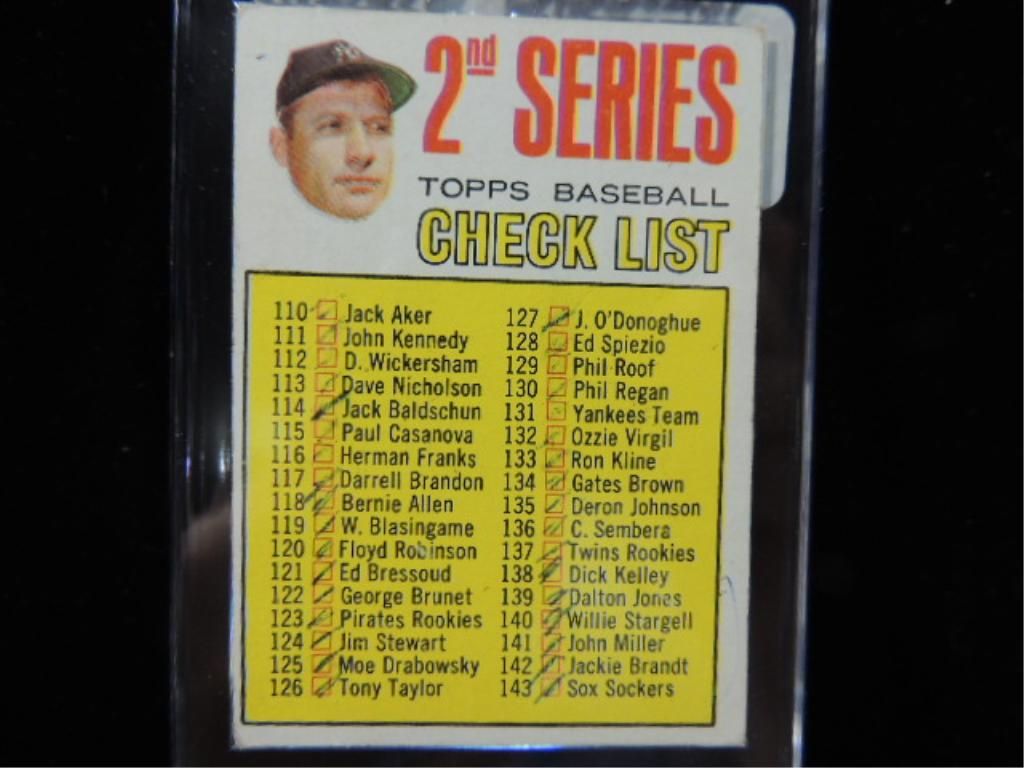 2nd SERIES
TOPPS BASEBALL
CHECK LIST
110 Jack Aker
111 John Kennedy
112 D. Wickersham
113 Dave Nicholson
114 Jack Baldschun
115 Paul Casanova
116 Herman Franks
117 Darrell Brandon
118 Bernie Allen
119 W. Blasingame
120 Floyd Robinson
121 Ed Bressoud
122 George Brunet
123 Pirates Rookies
124 Jim Stewart
125 Moe Drabowsky
126 Tony Taylor
127 J. O'Donoghue
128 Ed Spiezio
129 Phil Roof
130 Phil Regan
131 Yankees Team
132 Ozzie Virgil
133 Ron Kline
134 Gates Brown
135 Deron Johnson
136 C. Sembera
137 Twins Rookies
138 Dick Kelley
139 Dalton Jones
140 Willie Stargell
141 John Miller
142 Jackie Brandt
143 Sox Sockers